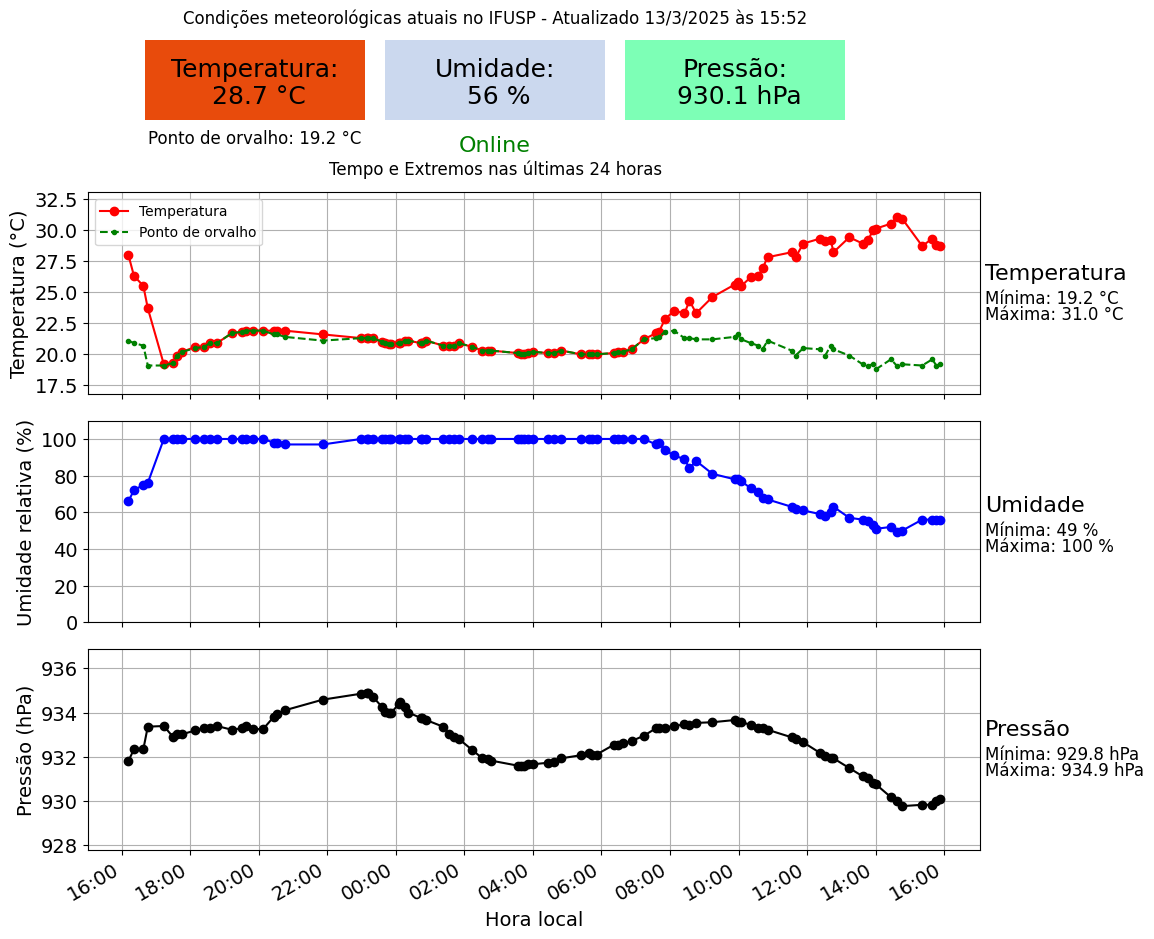 Condições meteorológicas atuais no IFUSP - Atualizado 13/3/2025 às 15:52
Temperatura:
28.7 °C
Umidade:
56 %
Pressão:
930.1 hPa
Ponto de orvalho: 19.2 °C
Online
Tempo e Extremos nas últimas 24 horas
Temperatura (°C)
32.5
30.0
27.5
25.0
22.5
20.0
17.5
Temperatura
Ponto de orvalho
Temperatura
Mínima: 19.2 °C
Máxima: 31.0 °C
Umidade relativa (%)
100
80
60
40
20
0
Umidade
Mínima: 49 %
Máxima: 100 %
Pressão (hPa)
936
934
932
930
928
Pressão
Mínima: 929.8 hPa
Máxima: 934.9 hPa
16:00 18:00 20:00 22:00 00:00 02:00 04:00 06:00 08:00 10:00 12:00 14:00 16:00
Hora local